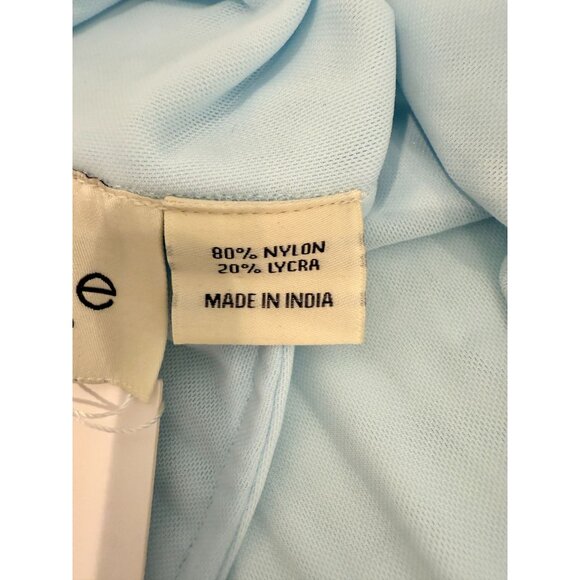 e
80% NYLON
20% LYCRA
MADE IN INDIA